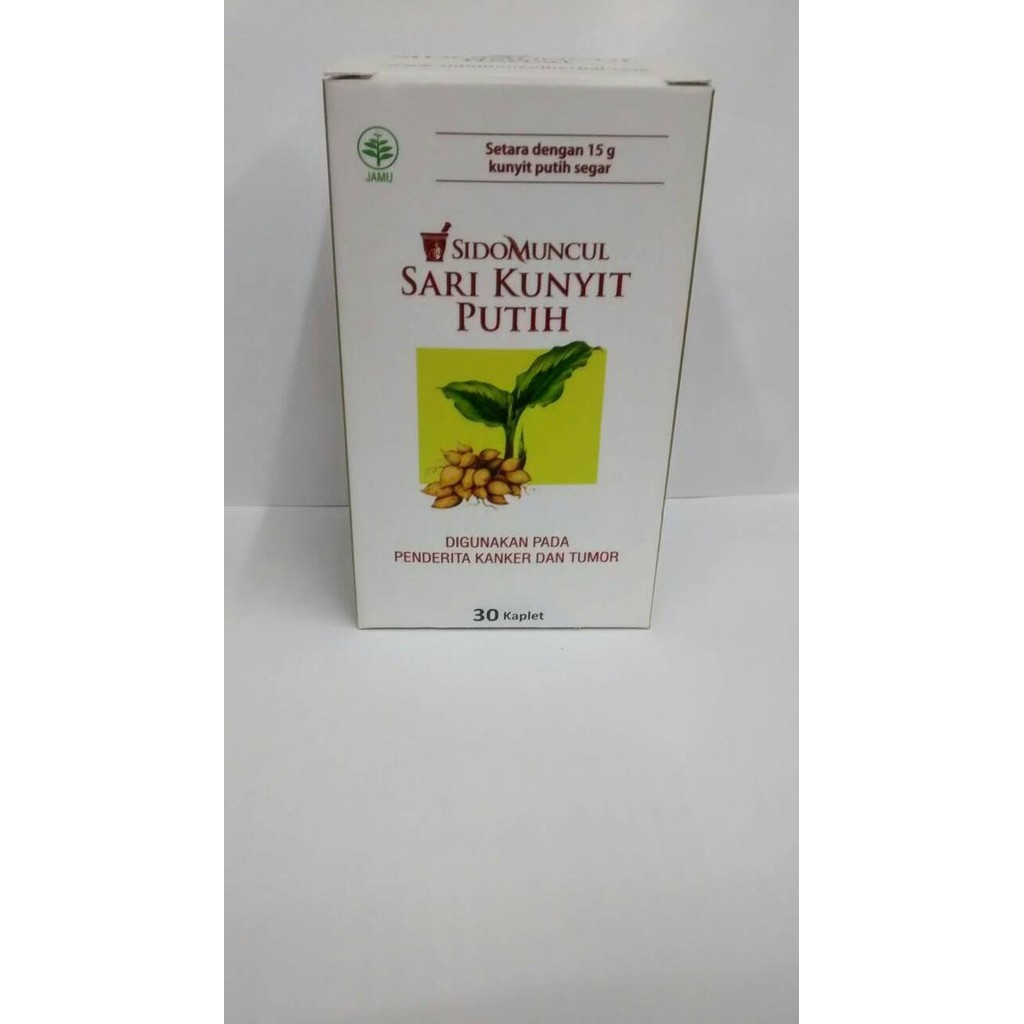 JAMU
Setara dengan 15 g
kunyit putih segar
SIDOMUNCUL
SARI KUNYIT
PUTIH
DIGUNAKAN PADA
PENDERITA KANKER DAN TUMOR
30 Kaplet